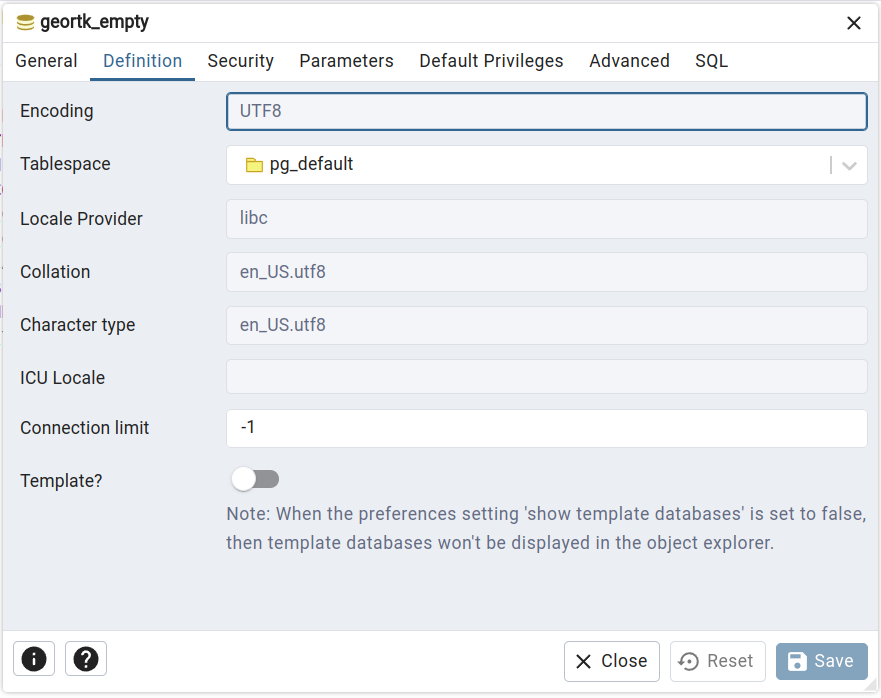 geortk_empty
General Definition Security Parameters Default Privileges Advanced SQL
Encoding UTF8
Tablespace pg_default
Locale Provider libc
Collation en_US.utf8
Character type en_US.utf8
ICU Locale
Connection limit -1
Template?
Note: When the preferences setting 'show template databases' is set to false,
then template databases won't be displayed in the object explorer.
Close Reset Save